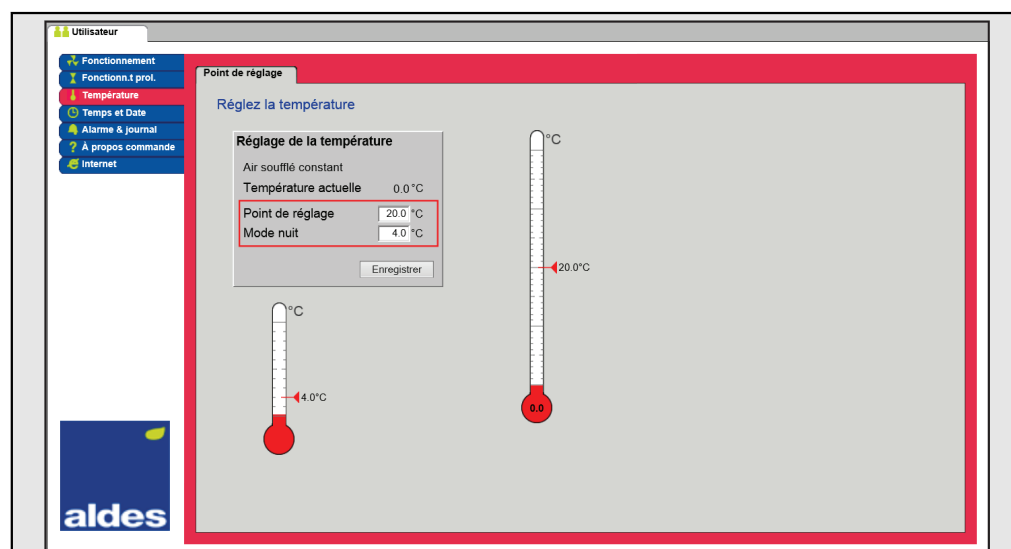 Utilisateur
Fonctionnement
Fonctionn.t prol.
Température
Temps et Date
Alarme & journal
? À propos commande
Internet
Point de réglage
Réglez la température
Réglage de la température
Air soufflé constant
Température actuelle 0.0 °C
Point de réglage 20.0 °C
Mode nuit 4.0 °C
Enregistrer
°C
20.0°C
0.0
°C
4.0°C
aldes